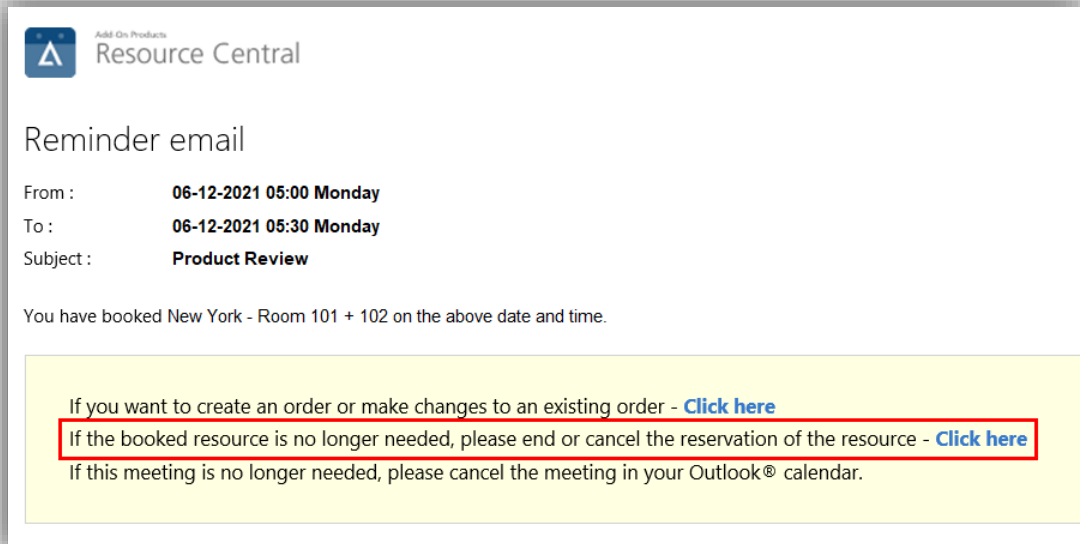 Add-On Products
Resource Central
Reminder email
From : 06-12-2021 05:00 Monday
To : 06-12-2021 05:30 Monday
Subject : Product Review
You have booked New York - Room 101 + 102 on the above date and time.
If you want to create an order or make changes to an existing order - Click here
If the booked resource is no longer needed, please end or cancel the reservation of the resource - Click here
If this meeting is no longer needed, please cancel the meeting in your Outlook® calendar.